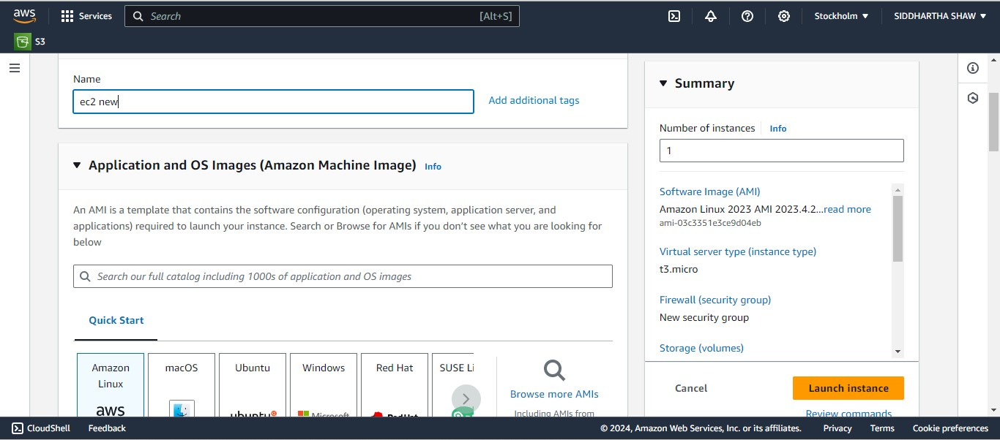 aws Services Search [Alt+S] Stockholm SIDDHARTHA SHAW
S3
Name
ec2 new
Add additional tags
Application and OS Images (Amazon Machine Image) Info
An AMI is a template that contains the software configuration (operating system, application server, and
applications) required to launch your instance. Search or Browse for AMIs if you don’t see what you are looking for
below
Search our full catalog including 1000s of application and OS images
Quick Start
Amazon
Linux
aws
macOS
Ubuntu
ubuntu
Windows
Microsoft
Red Hat
Red Hat
SUSE Li
Browse more AMIs
Including AMIs from
Summary
Number of instances Info
1
Software Image (AMI)
Amazon Linux 2023 AMI 2023.4.2...read more
ami-03c3351e3ce9d04eb
Virtual server type (instance type)
t3.micro
Firewall (security group)
New security group
Storage (volumes)
Cancel Launch instance
Review commands
CloudShell Feedback © 2024, Amazon Web Services, Inc. or its affiliates. Privacy Terms Cookie preferences